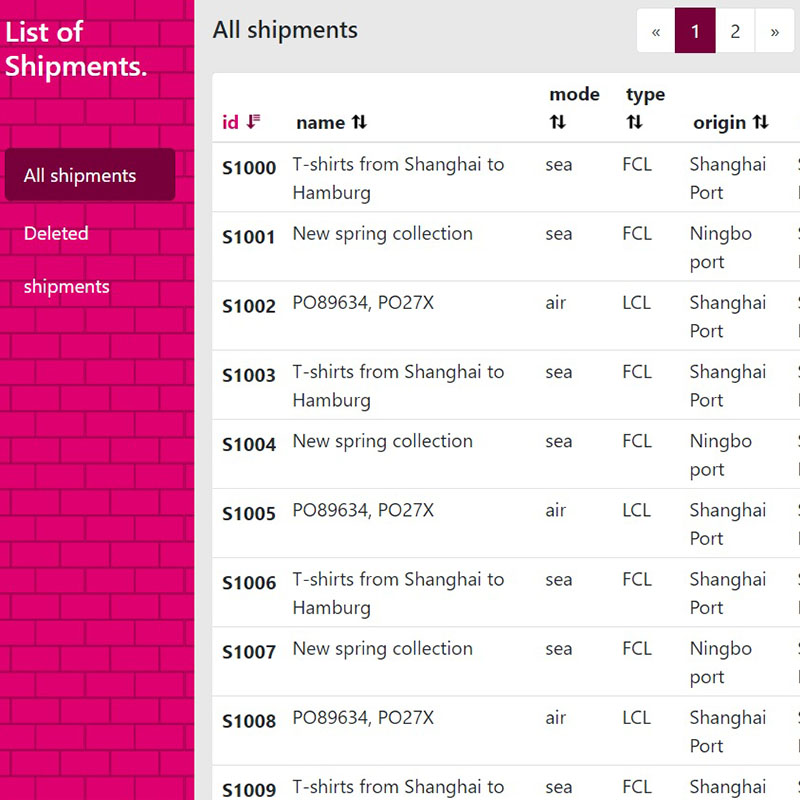 List of
Shipments.
All shipments
Deleted
shipments
All shipments
« 1 2 »
mode type
id name origin
S1000 T-shirts from Shanghai to sea FCL Shanghai
Hamburg Port
S1001 New spring collection sea FCL Ningbo
port
S1002 PO89634, PO27X air LCL Shanghai
Port
S1003 T-shirts from Shanghai to sea FCL Shanghai
Hamburg Port
S1004 New spring collection sea FCL Ningbo
port
S1005 PO89634, PO27X air LCL Shanghai
Port
S1006 T-shirts from Shanghai to sea FCL Shanghai
Hamburg Port
S1007 New spring collection sea FCL Ningbo
port
S1008 PO89634, PO27X air LCL Shanghai
Port
S1009 T-shirts from Shanghai to sea FCL Shanghai